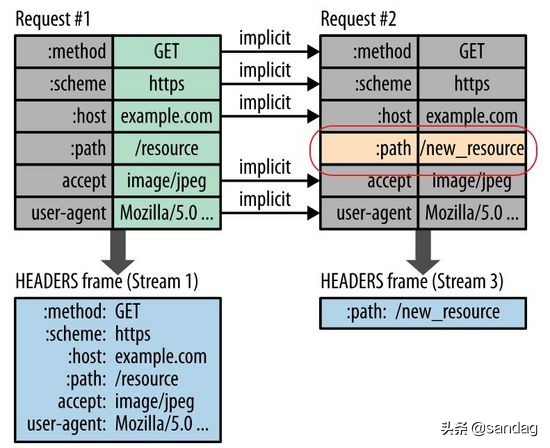 Request #1
:method GET
:scheme https
:host example.com
:path /resource
accept image/jpeg
user-agent Mozilla/5.0 ...
implicit
implicit
implicit
implicit
implicit
Request #2
:method GET
:scheme https
:host example.com
:path /new_resource
accept image/jpeg
user-agent Mozilla/5.0 ...
HEADERS frame (Stream 1)
:method: GET
:scheme: https
:host: example.com
:path: /resource
accept: image/jpeg
user-agent: Mozilla/5.0 ...
HEADERS frame (Stream 3)
:path: /new_resource
头条 @sandag